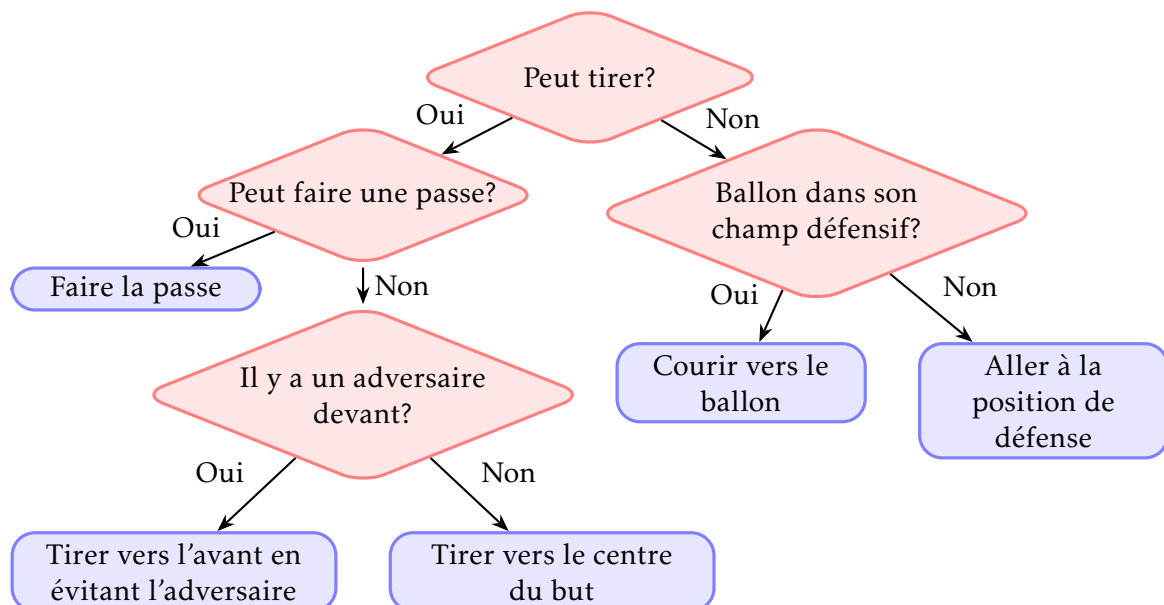 Peut tirer?
Oui
Non
Peut faire une passe?
Ballon dans son
champ défensif?
Oui
Faire la passe
Non
Oui
Non
Il y a un adversaire
devant?
Courir vers le
ballon
Aller à la
position de
défense
Oui
Non
Tirer vers l'avant en
évitant l'adversaire
Tirer vers le centre
du but